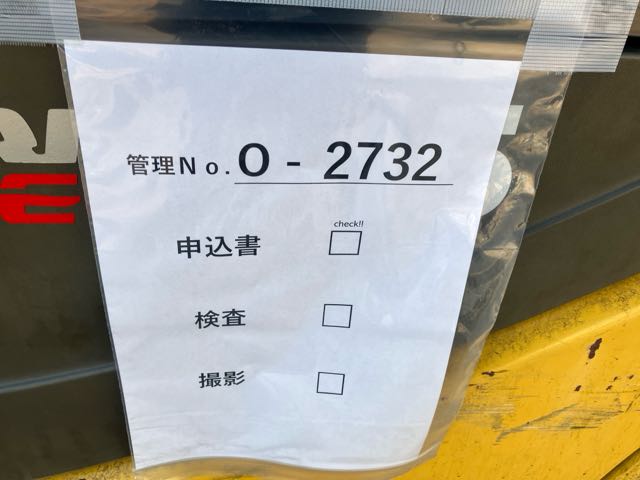 管理No. O - 2732
check!!
申込書 □
検査 □
撮影 □